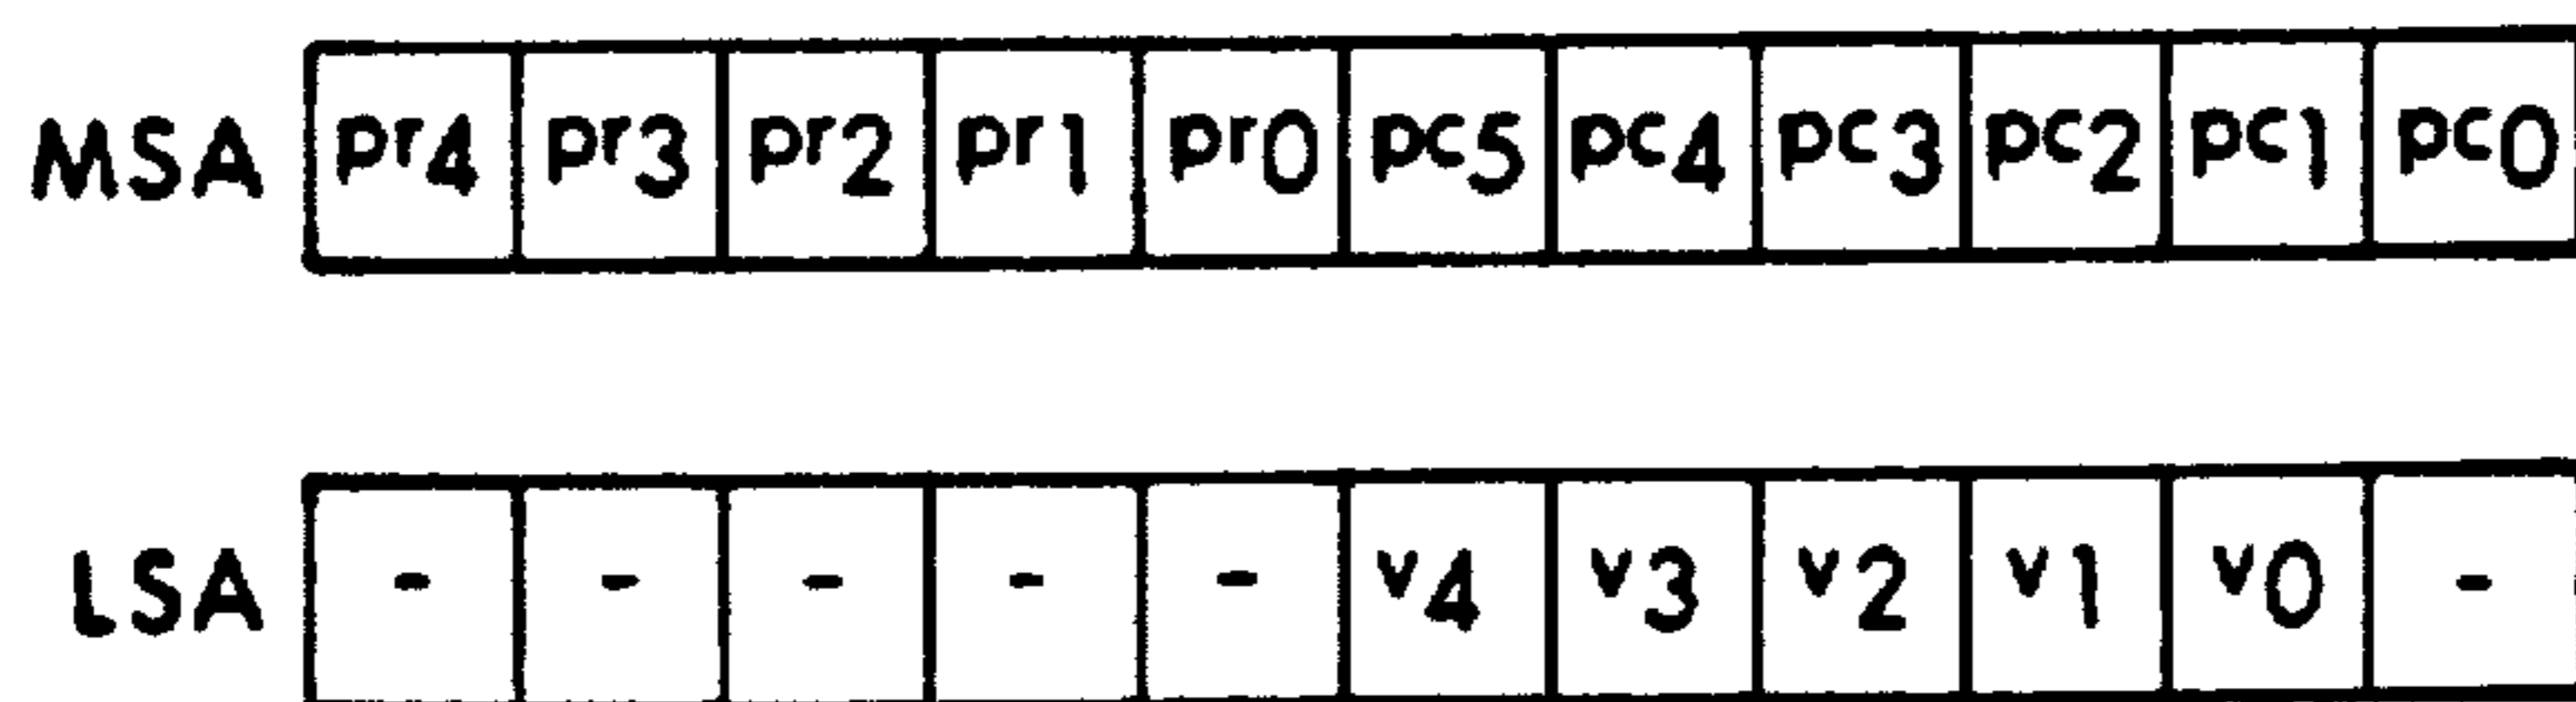 MSA pr4 pr3 pr2 pr1 pr0 pc5 pc4 pc3 pc2 pc1 pc0
LSA - - - - - v4 v3 v2 v1 v0 -